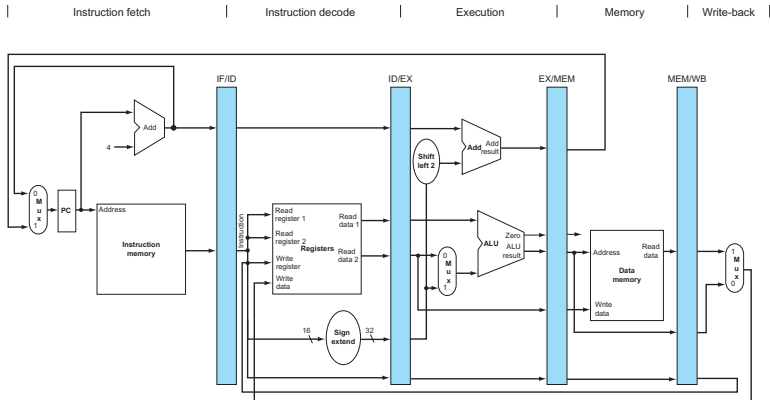 Instruction fetch
Instruction decode
Execution
Memory
Write-back
IF/ID
ID/EX
EX/MEM
MEM/WB
Add
4
Shift
left 2
Add
Add
result
0
M
u
x
1
PC
Address
Instruction
memory
Instruction
Read
register 1
Read
register 2
Write
register
Write
data
Registers
Read
data 1
Read
data 2
16
Sign
extend
32
0
M
u
x
1
ALU
Zero
ALU
result
Address
Read
data
Data
memory
Write
data
1
M
u
x
0